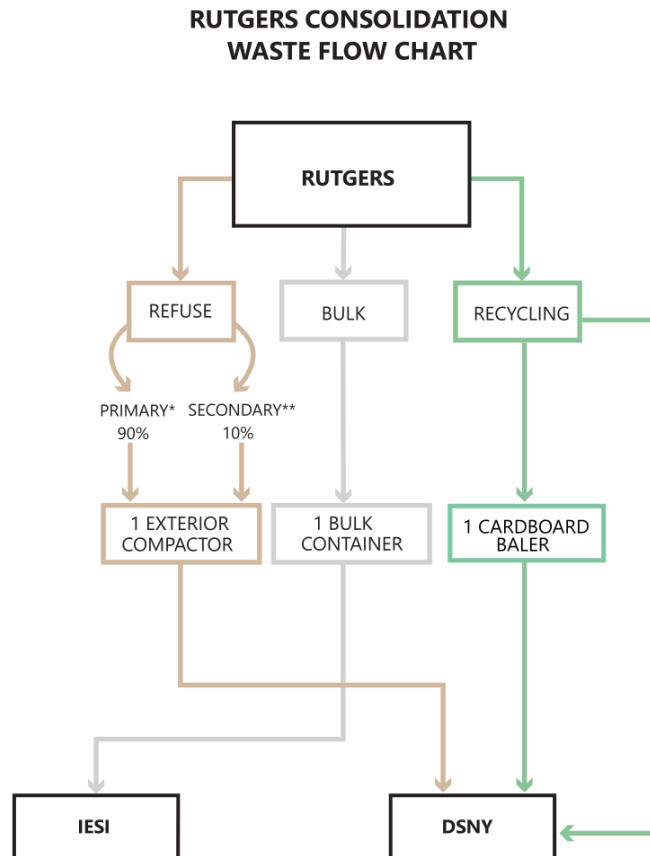 RUTGERS CONSOLIDATION
WASTE FLOW CHART
RUTGERS
REFUSE
BULK
RECYCLING
PRIMARY*
90%
SECONDARY**
10%
1 EXTERIOR
COMPACTOR
1 BULK
CONTAINER
1 CARDBOARD
BALER
IESI
DSNY